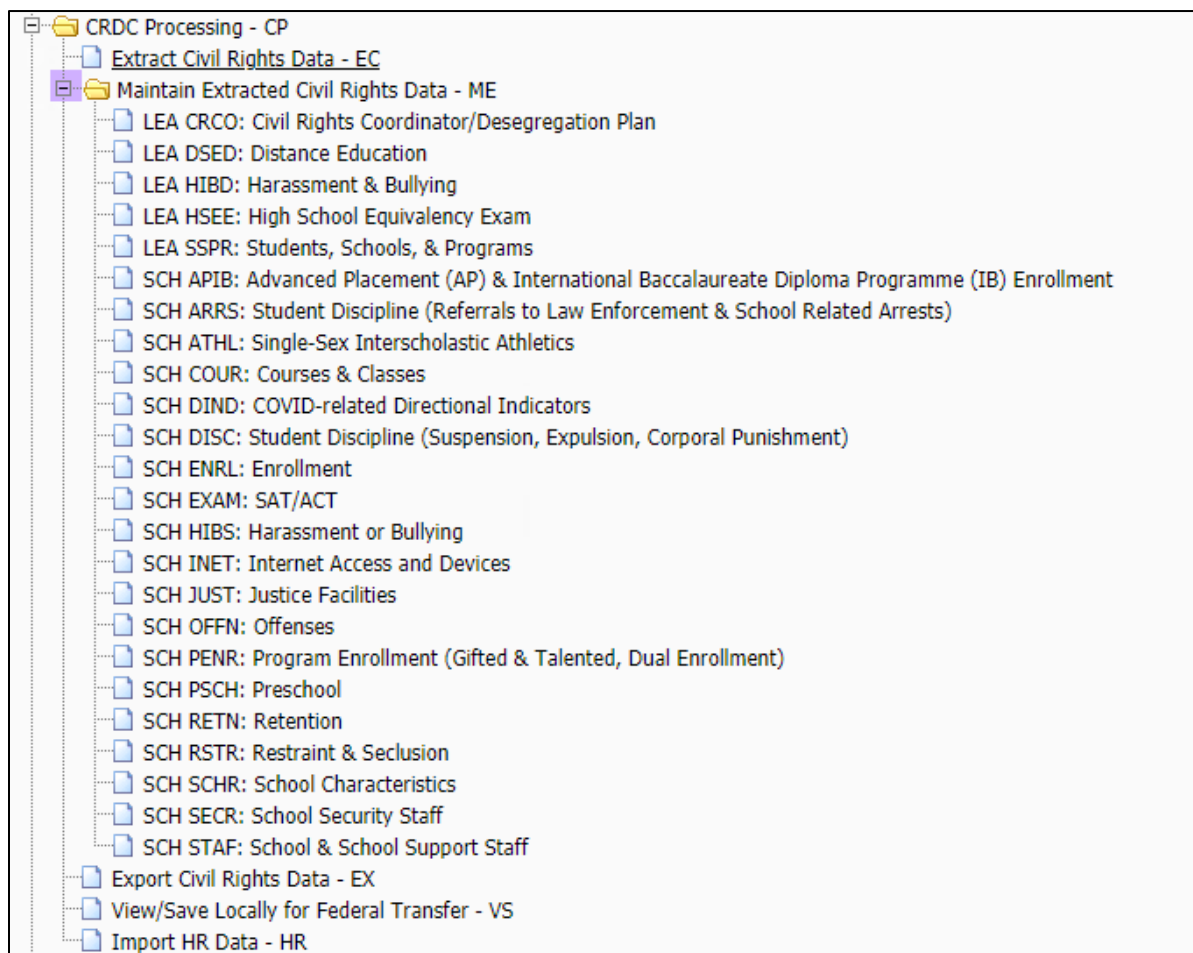 CRDC Processing - CP
Extract Civil Rights Data - EC
Maintain Extracted Civil Rights Data - ME
LEA CRCO: Civil Rights Coordinator/Desegregation Plan
LEA DSED: Distance Education
LEA HIBD: Harassment & Bullying
LEA HSEE: High School Equivalency Exam
LEA SSPR: Students, Schools, & Programs
SCH APIB: Advanced Placement (AP) & International Baccalaureate Diploma Programme (IB) Enrollment
SCH ARRS: Student Discipline (Referrals to Law Enforcement & School Related Arrests)
SCH ATHL: Single-Sex Interscholastic Athletics
SCH COUR: Courses & Classes
SCH DIND: COVID-related Directional Indicators
SCH DISC: Student Discipline (Suspension, Expulsion, Corporal Punishment)
SCH ENRL: Enrollment
SCH EXAM: SAT/ACT
SCH HIBS: Harassment or Bullying
SCH INET: Internet Access and Devices
SCH JUST: Justice Facilities
SCH OFFN: Offenses
SCH PENR: Program Enrollment (Gifted & Talented, Dual Enrollment)
SCH PSCH: Preschool
SCH RETN: Retention
SCH RSTR: Restraint & Seclusion
SCH SCHR: School Characteristics
SCH SECR: School Security Staff
SCH STAF: School & School Support Staff
Export Civil Rights Data - EX
View/Save Locally for Federal Transfer - VS
Import HR Data - HR